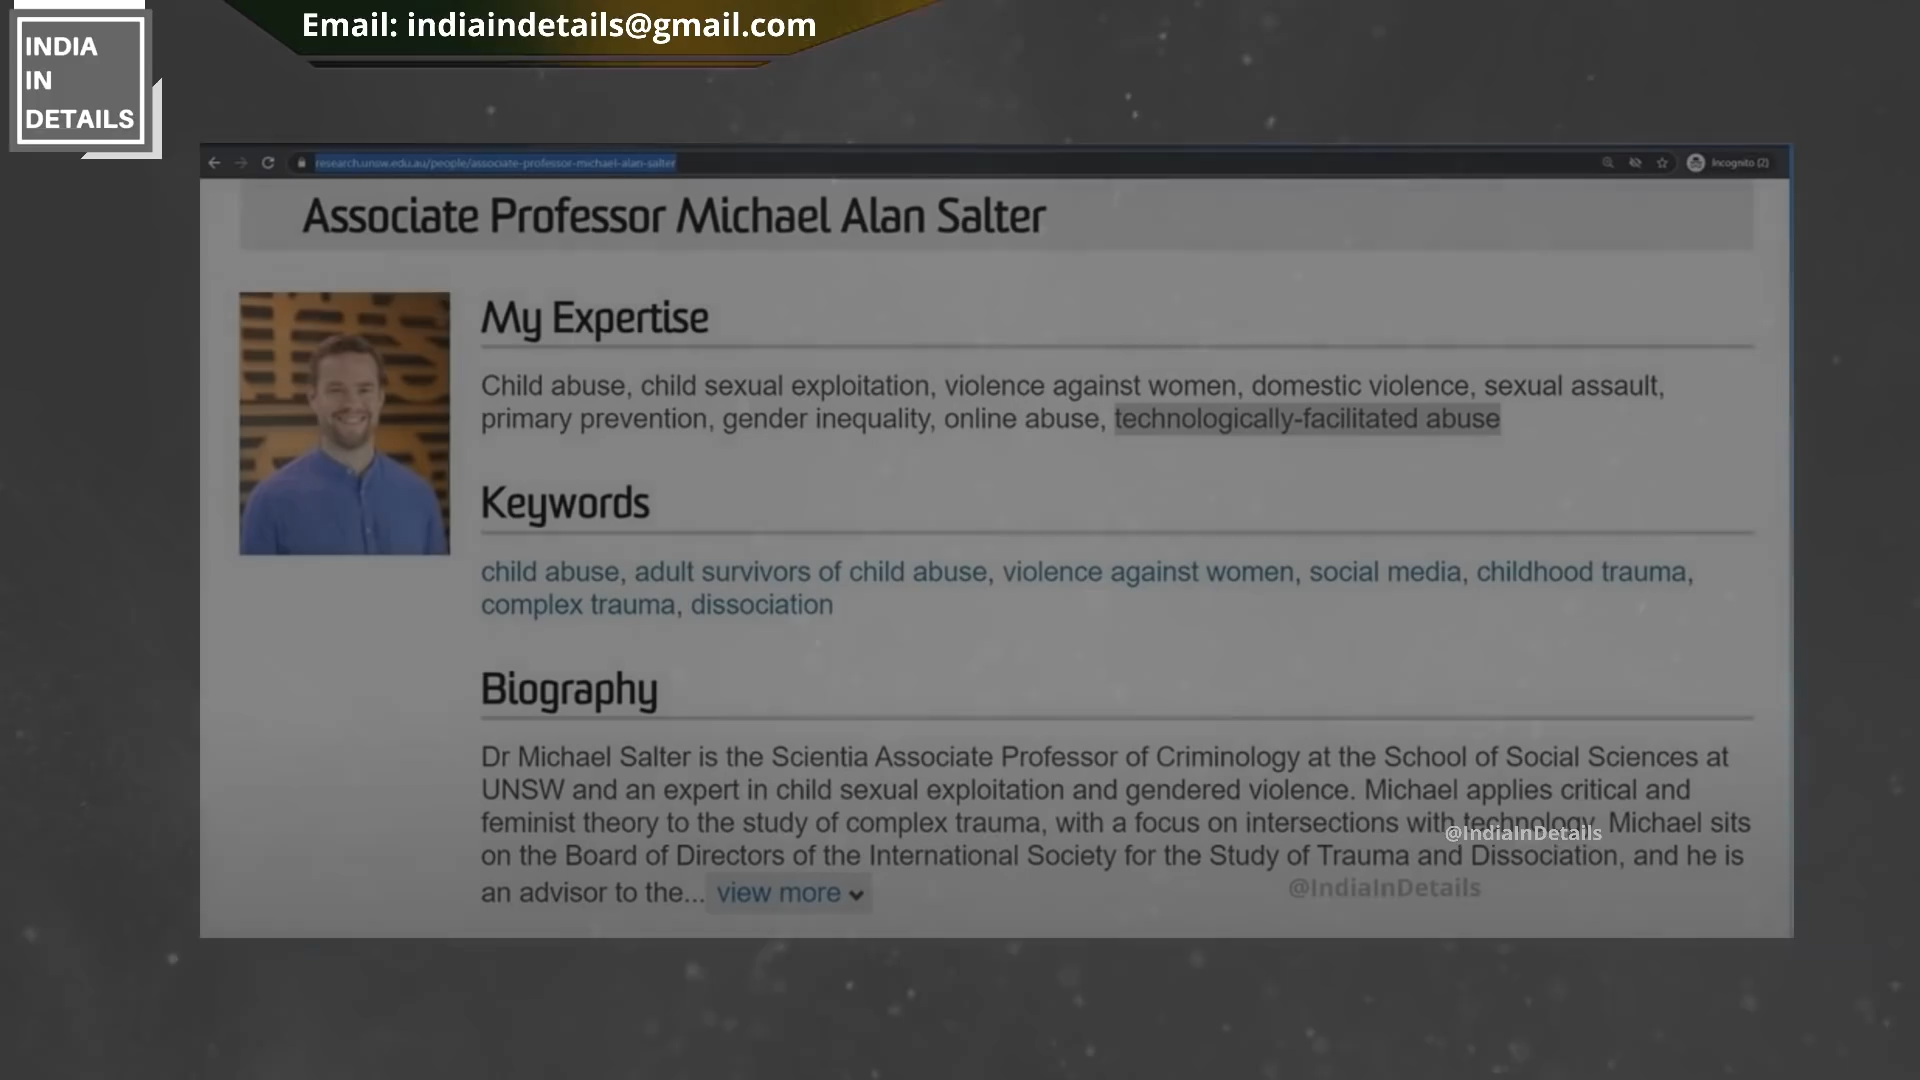 Email: indiaindetails@gmail.com
INDIA
IN
DETAILS
research.unsw.edu.au/people/associate-professor-michael-alan-salter
Incognito (2)
Associate Professor Michael Alan Salter
My Expertise
Child abuse, child sexual exploitation, violence against women, domestic violence, sexual assault,
primary prevention, gender inequality, online abuse, technologically-facilitated abuse
Keywords
child abuse, adult survivors of child abuse, violence against women, social media, childhood trauma,
complex trauma, dissociation
Biography
Dr Michael Salter is the Scientia Associate Professor of Criminology at the School of Social Sciences at
UNSW and an expert in child sexual exploitation and gendered violence. Michael applies critical and
feminist theory to the study of complex trauma, with a focus on intersections with technology. Michael sits
@IndiaInDetails
on the Board of Directors of the International Society for the Study of Trauma and Dissociation, and he is
an advisor to the... view more
@IndiaInDetails